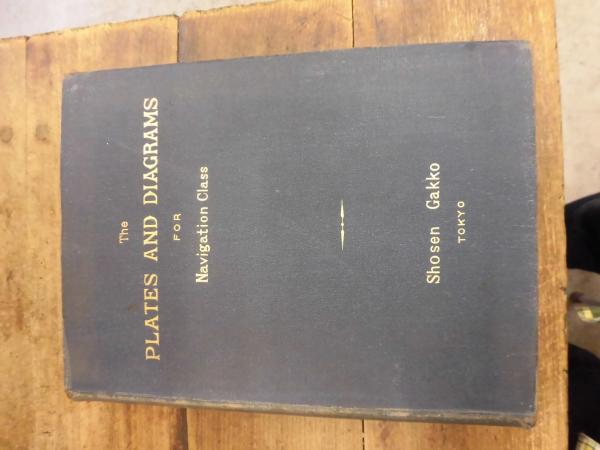 The
PLATES AND DIAGRAMS
FOR
Navigation Class
Shosen Gakko
TOKYO